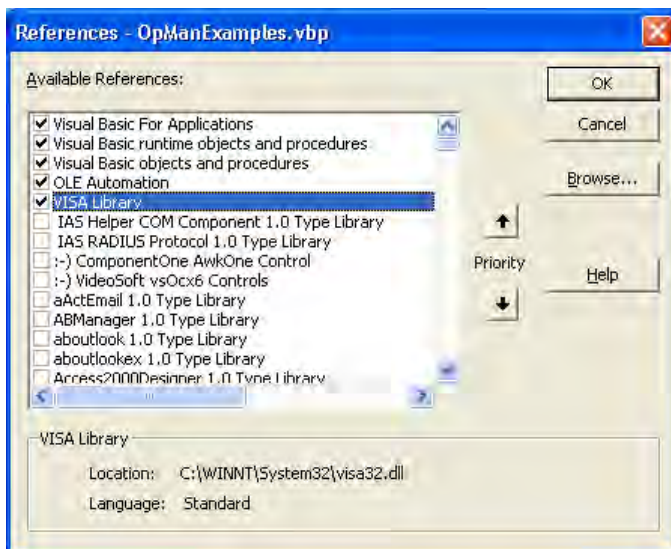 References - OpManExamples.vbp
Available References:
OK
Cancel
Browse...
Priority
Help
Visual Basic For Applications
Visual Basic runtime objects and procedures
Visual Basic objects and procedures
OLE Automation
VISA Library
IAS Helper COM Component 1.0 Type Library
IAS RADIUS Protocol 1.0 Type Library
:-) ComponentOne AwkOne Control
:-) VideoSoft vsOcx6 Controls
aActEmail 1.0 Type Library
ABManager 1.0 Type Library
aboutlook 1.0 Type Library
aboutlookex 1.0 Type Library
Access2000Designer 1.0 Type Library
VISA Library
Location: C:\WINNT\System32\visa32.dll
Language: Standard